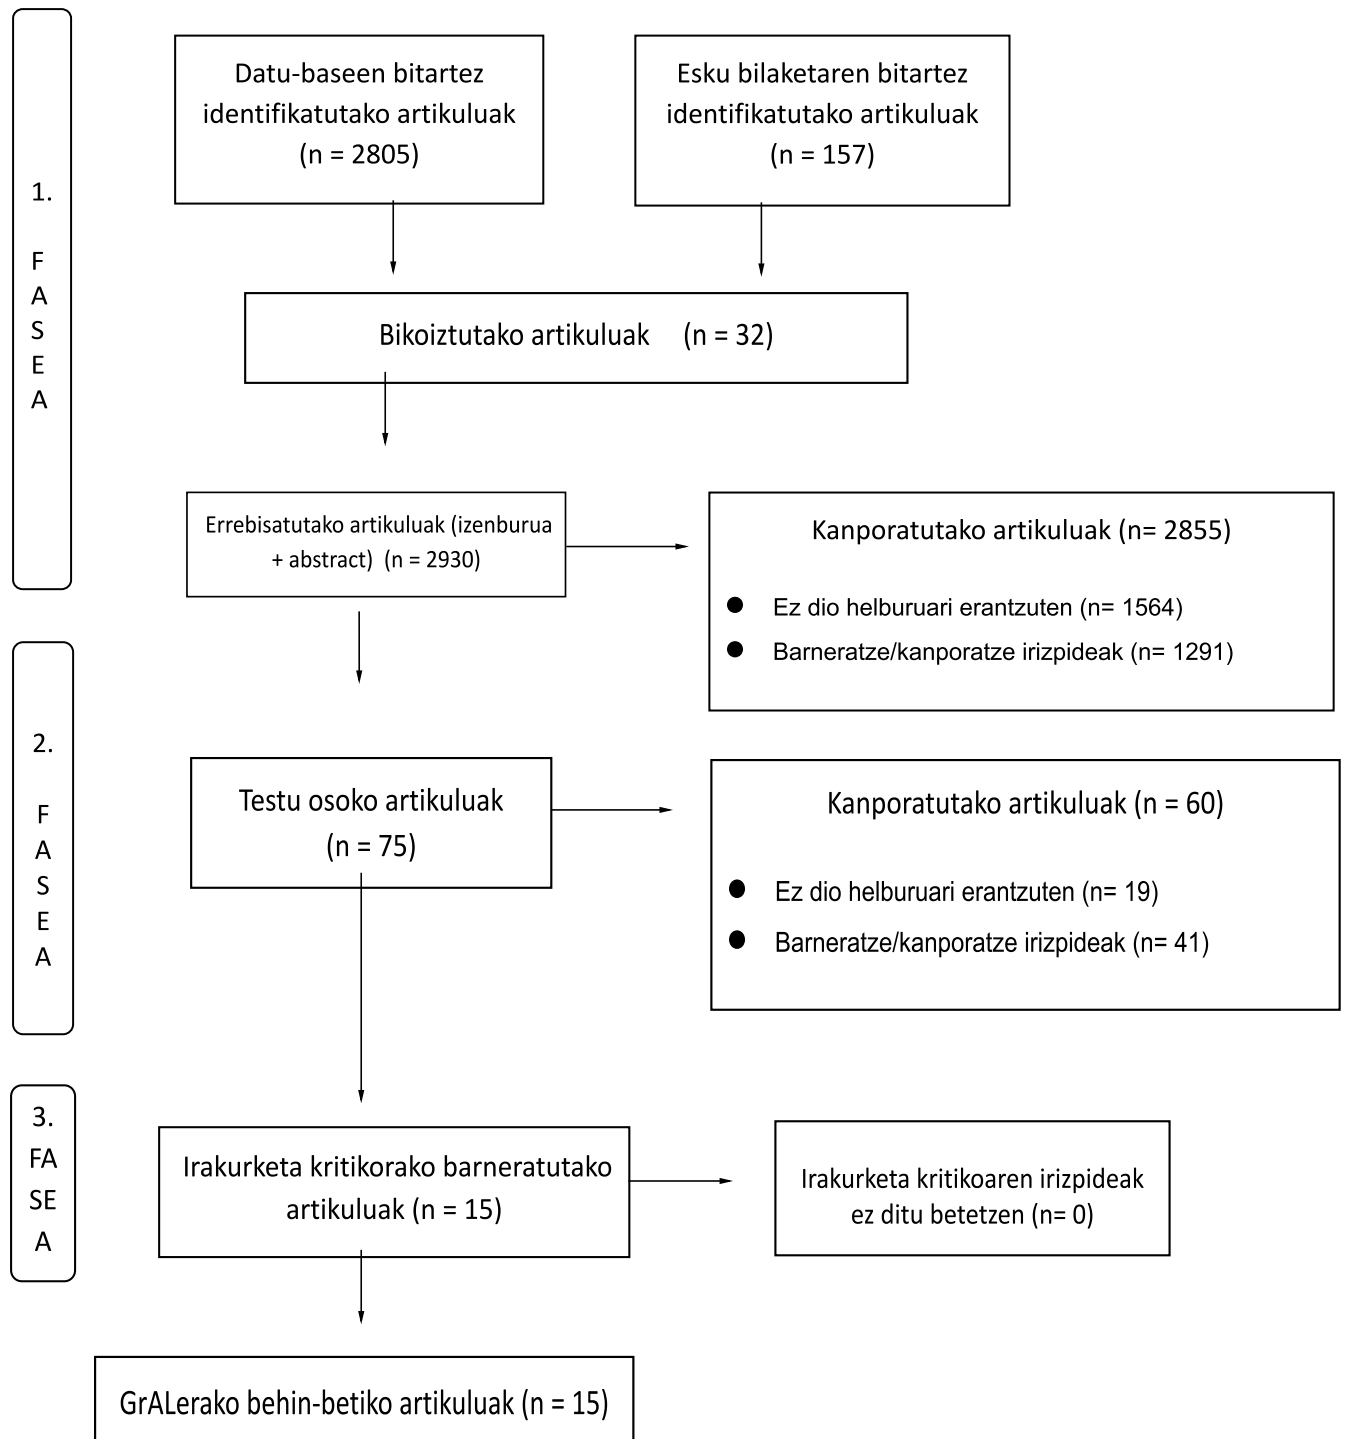 1.
F
A
S
E
A
Datu-baseen bitartez
identifikatutako artikuluak
(n = 2805)
Esku bilaketaren bitartez
identifikatutako artikuluak
(n = 157)
Bikoiztutako artikuluak (n = 32)
Errebisatutako artikuluak (izenburua
+ abstract) (n = 2930)
Kanporatutako artikuluak (n= 2855)
● Ez dio helburuari erantzuten (n= 1564)
● Barneratze/kanporatze irizpideak (n= 1291)
2.
F
A
S
E
A
Testu osoko artikuluak
(n = 75)
Kanporatutako artikuluak (n = 60)
● Ez dio helburuari erantzuten (n= 19)
● Barneratze/kanporatze irizpideak (n= 41)
3.
FA
SE
A
Irakurketa kritikorako barneratutako
artikuluak (n = 15)
Irakurketa kritikoaren irizpideak
ez ditu betetzen (n= 0)
GrALerako behin-betiko artikuluak (n = 15)